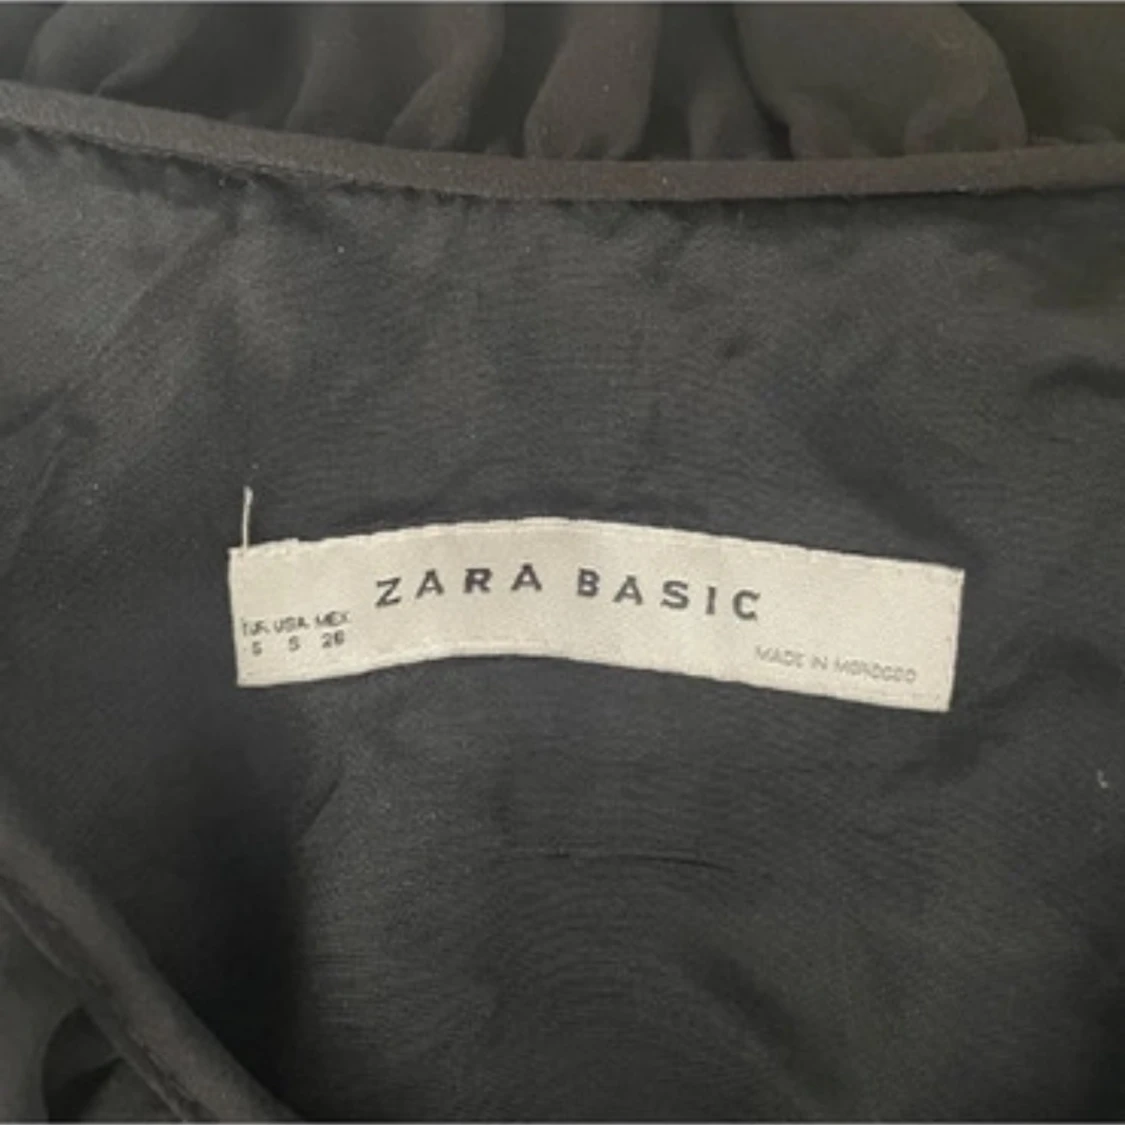 ZARA BASIC
EUR USA MEX
S S 26
MADE IN MOROCCO